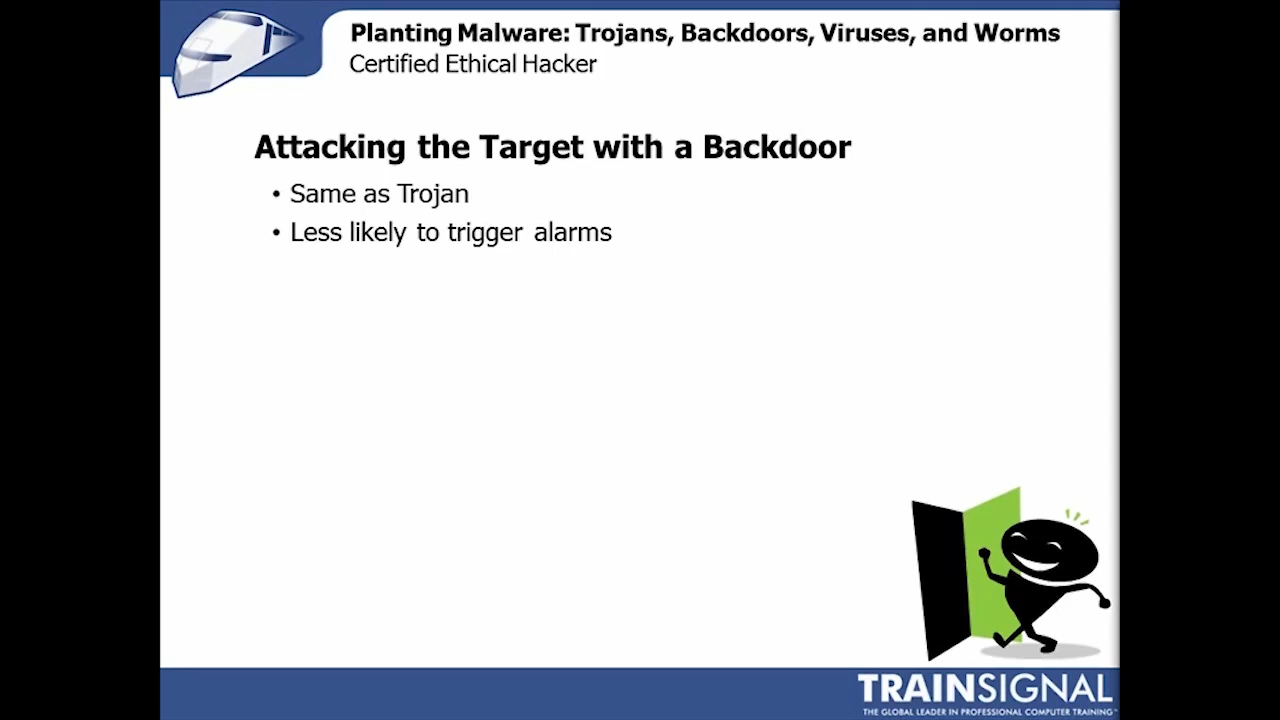 Planting Malware: Trojans, Backdoors, Viruses, and Worms
Certified Ethical Hacker
Attacking the Target with a Backdoor
• Same as Trojan
• Less likely to trigger alarms
TRAINSIGNAL
THE GLOBAL LEADER IN PROFESSIONAL COMPUTER TRAINING